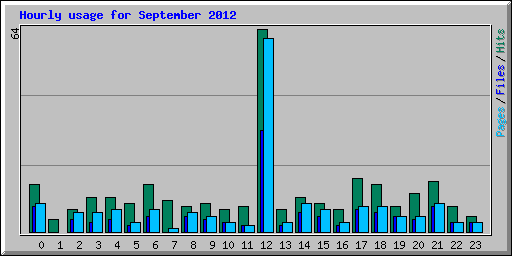 Hourly usage for September 2012
64
Pages/Files/Hits
0 1 2 3 4 5 6 7 8 9 10 11 12 13 14 15 16 17 18 19 20 21 22 23